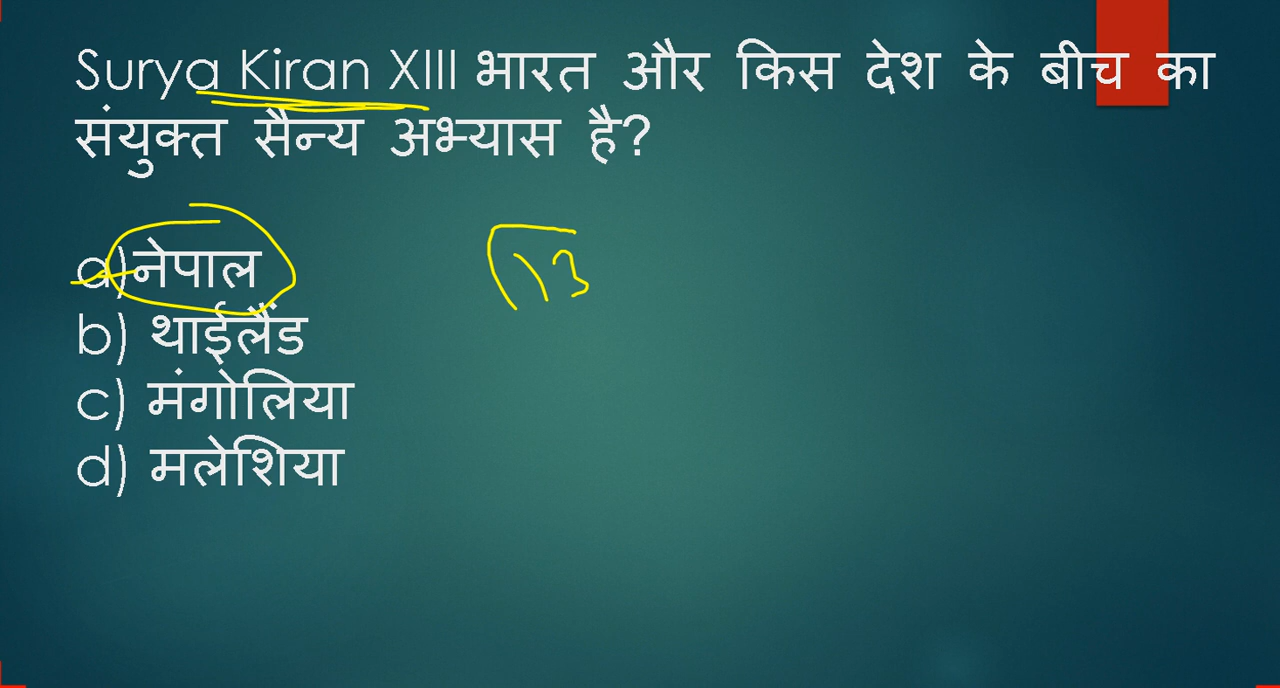 Surya Kiran XIII भारत और किस देश के बीच का
संयुक्त सैन्य अभ्यास है?
a)नेपाल
13
b) थाईलैंड
c) मंगोलिया
d) मलेशिया